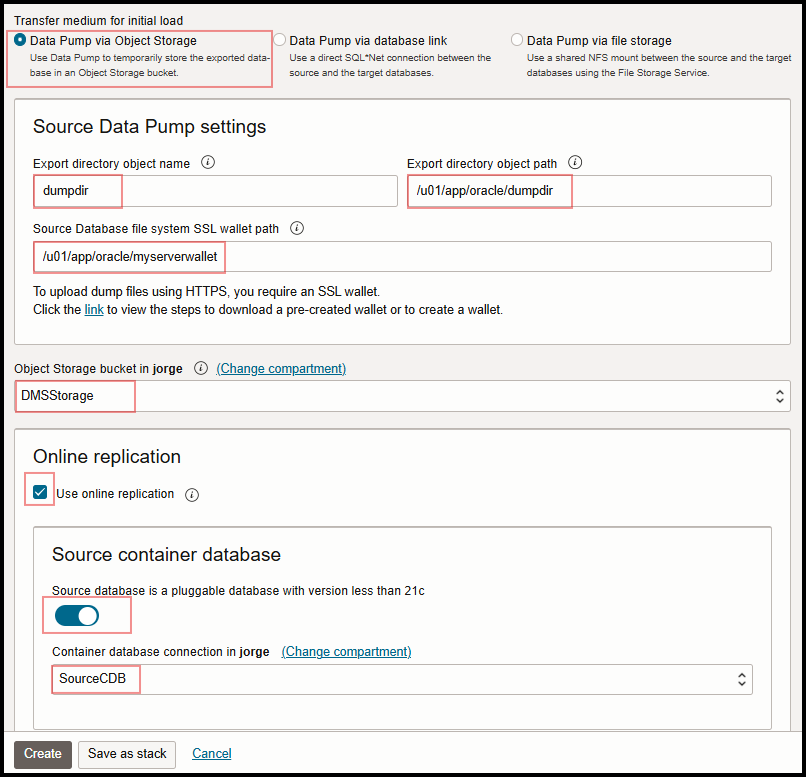 Transfer medium for initial load
Data Pump via Object Storage
Use Data Pump to temporarily store the exported data-
base in an Object Storage bucket.
Data Pump via database link
Use a direct SQL*Net connection between the
source and the target databases.
Data Pump via file storage
Use a shared NFS mount between the source and the target
databases using the File Storage Service.
Source Data Pump settings
Export directory object name
dumpdir
Export directory object path
/u01/app/oracle/dumpdir
Source Database file system SSL wallet path
/u01/app/oracle/myserverwallet
To upload dump files using HTTPS, you require an SSL wallet.
Click the link to view the steps to download a pre-created wallet or to create a wallet.
Object Storage bucket in jorge (Change compartment)
DMSStorage
Online replication
Use online replication
Source container database
Source database is a pluggable database with version less than 21c
Container database connection in jorge (Change compartment)
SourceCDB
Create Save as stack Cancel